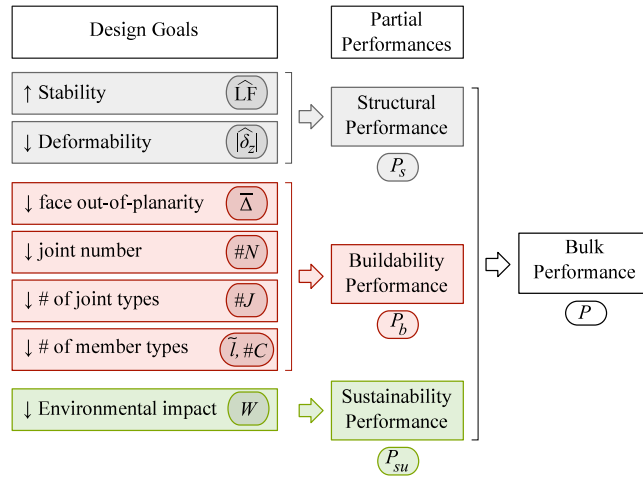 Design Goals
Partial
Performances
↑ Stability
L͡F
↓ Deformability
|δ̂z|
Structural
Performance
Ps
↓ face out-of-planarity
Δ̅
↓ joint number
#N
↓ # of joint types
#J
↓ # of member types
l̃, #C
Buildability
Performance
Pb
↓ Environmental impact
W
Sustainability
Performance
Psu
Bulk
Performance
P